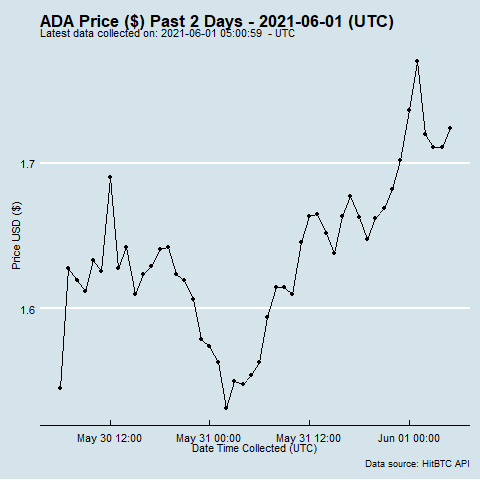 ADA Price ($) Past 2 Days - 2021-06-01 (UTC)
Latest data collected on: 2021-06-01 05:00:59 - UTC
1.7
1.6
Price USD ($)
May 30 12:00
May 31 00:00
May 31 12:00
Jun 01 00:00
Date Time Collected (UTC)
Data source: HitBTC API